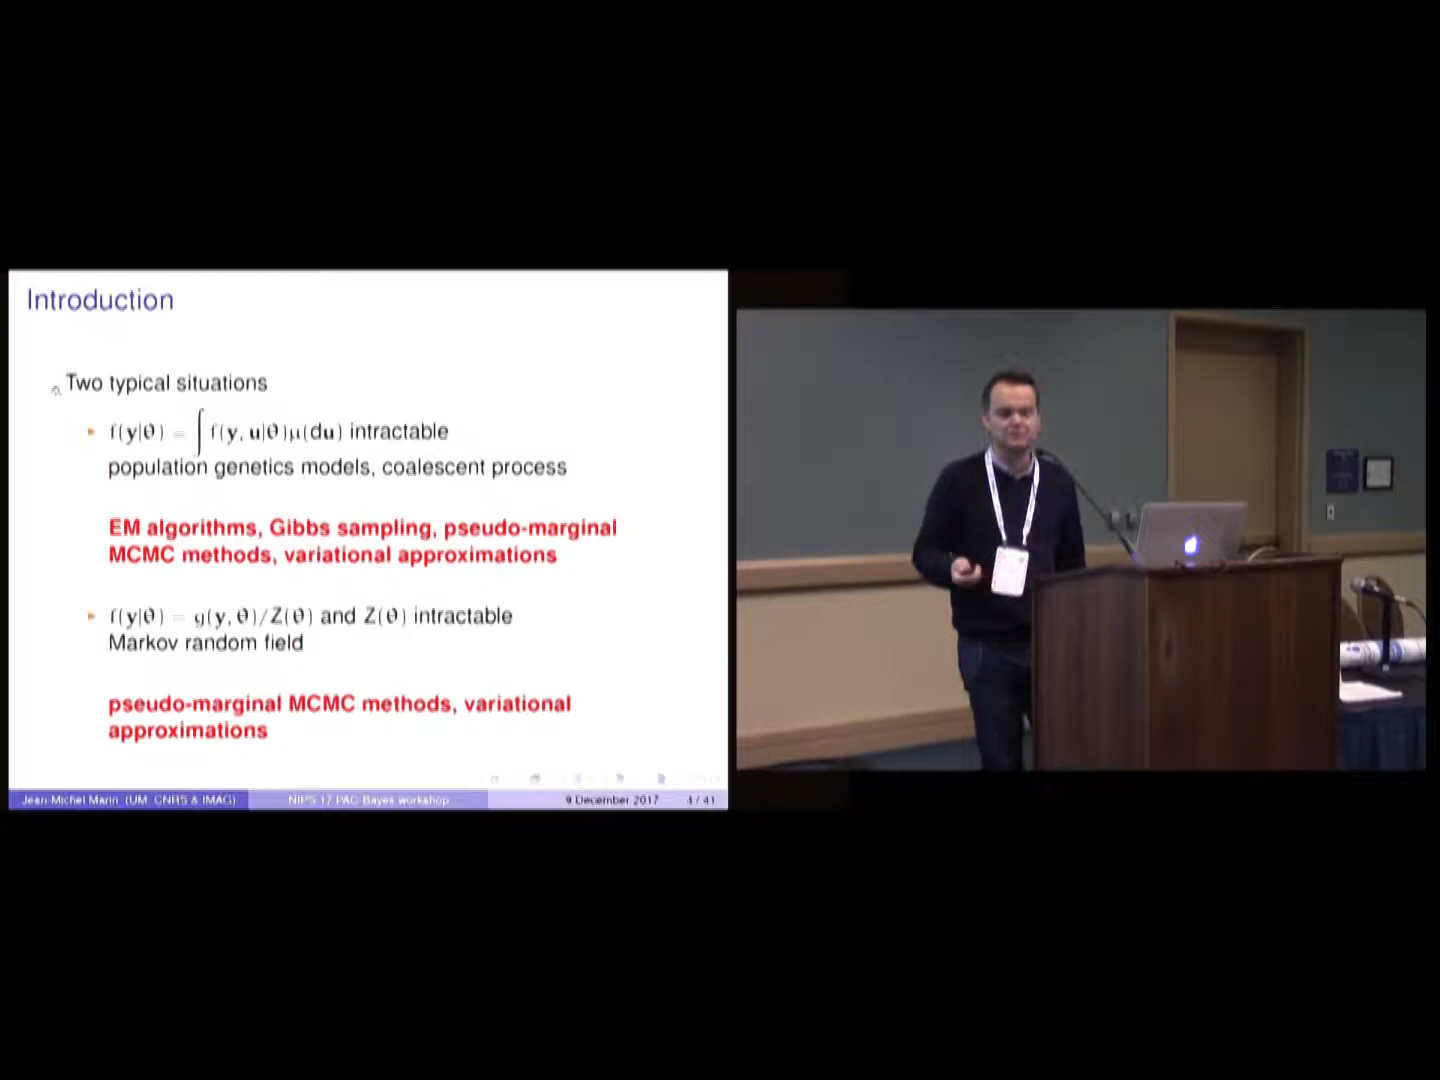 Introduction
Two typical situations
f(y|θ) = ∫ f(y, u|θ)μ(du) intractable
population genetics models, coalescent process
EM algorithms, Gibbs sampling, pseudo-marginal
MCMC methods, variational approximations
f(y|θ) = g(y, θ)/Z(θ) and Z(θ) intractable
Markov random field
pseudo-marginal MCMC methods, variational
approximations
Jean-Michel Marin (UM, CNRS & IMAG) NIPS 17 PAC-Bayes workshop 9 December 2017 4 / 41